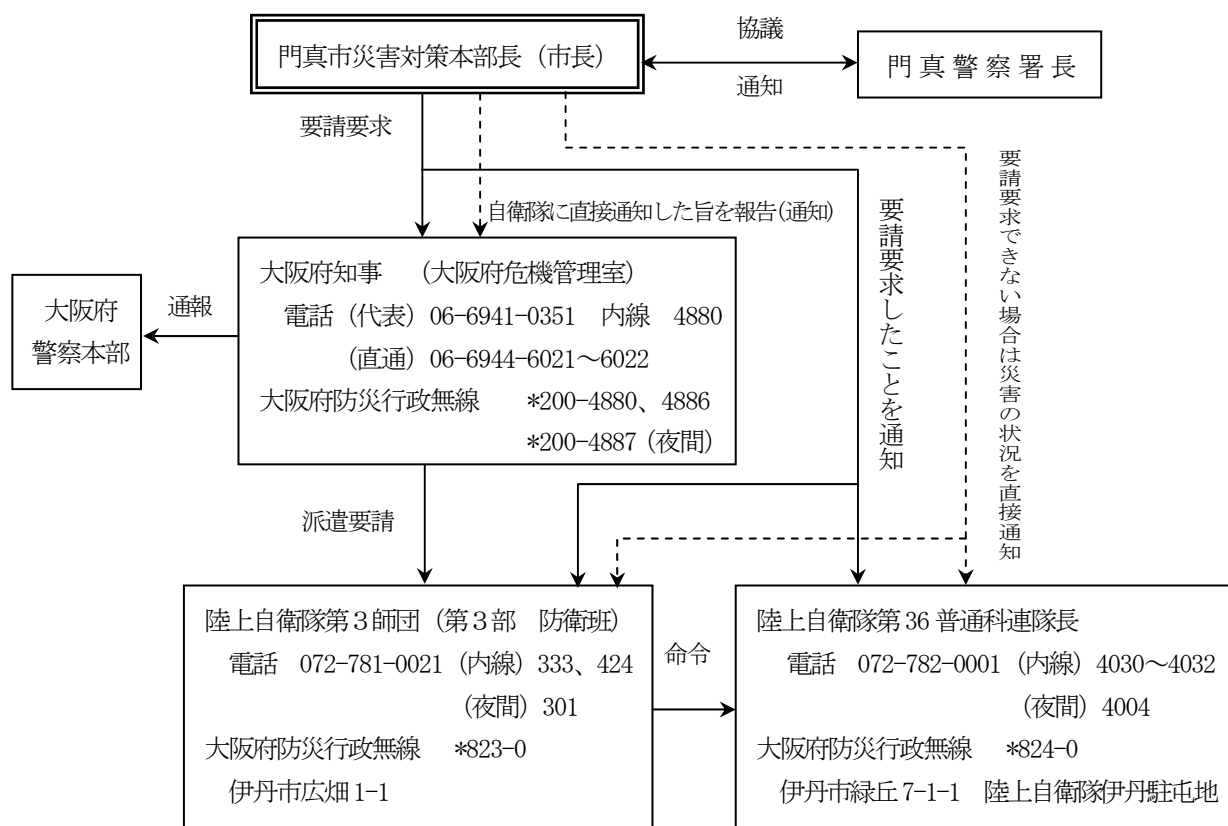 門真市災害対策本部長（市長）
協議
通知
門真警察署長
要請要求
自衛隊に直接通知した旨を報告(通知)
大阪府知事　（大阪府危機管理室）
電話（代表）06-6941-0351　内線　4880
（直通）06-6944-6021～6022
大阪府防災行政無線　*200-4880、4886
*200-4887（夜間）
通報
大阪府
警察本部
要請要求したことを通知
要請要求できない場合は災害の状況を直接通知
派遣要請
陸上自衛隊第３師団（第３部　防衛班）
電話　072-781-0021（内線）333、424
（夜間）301
大阪府防災行政無線　*823-0
伊丹市広畑 1-1
命令
陸上自衛隊第 36 普通科連隊長
電話　072-782-0001（内線）4030～4032
（夜間）4004
大阪府防災行政無線　*824-0
伊丹市緑丘 7-1-1　陸上自衛隊伊丹駐屯地